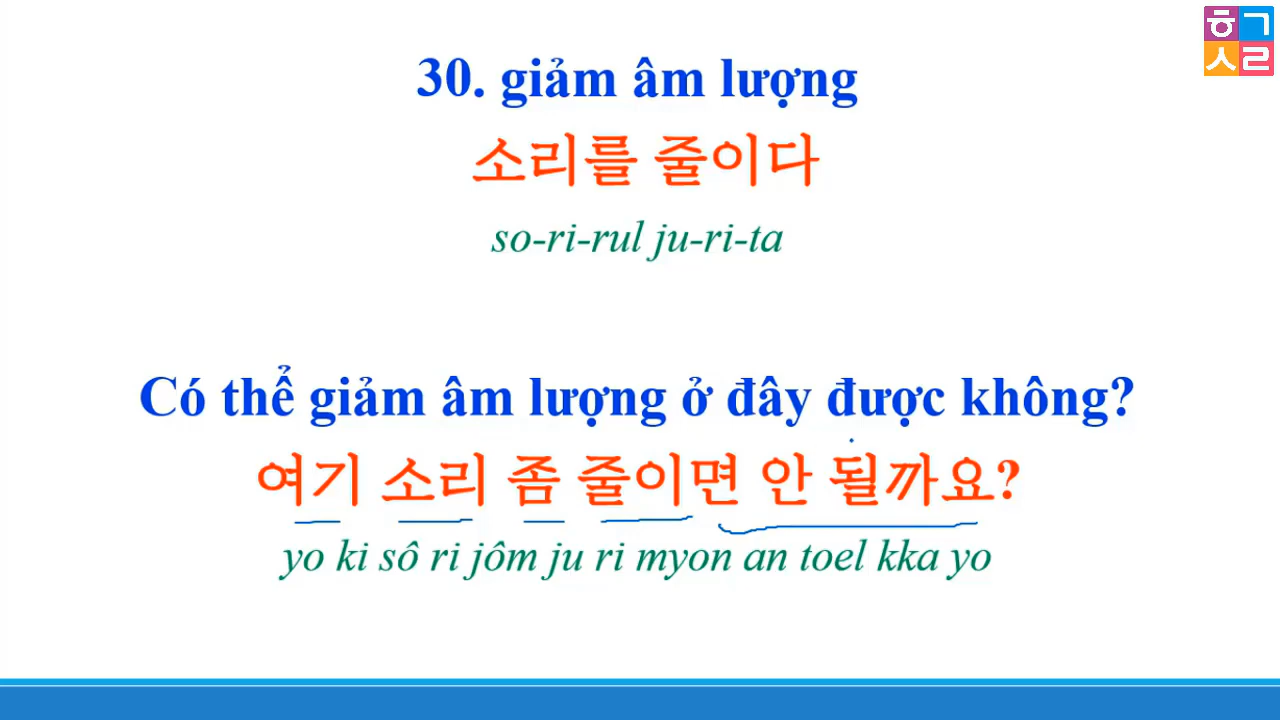 ㅎㄱ
ㅅㄹ
30. giảm âm lượng
소리를 줄이다
so-ri-rul ju-ri-ta
Có thể giảm âm lượng ở đây được không?
여기 소리 좀 줄이면 안 될까요?
yo ki sô ri jôm ju ri myon an toel kka yo